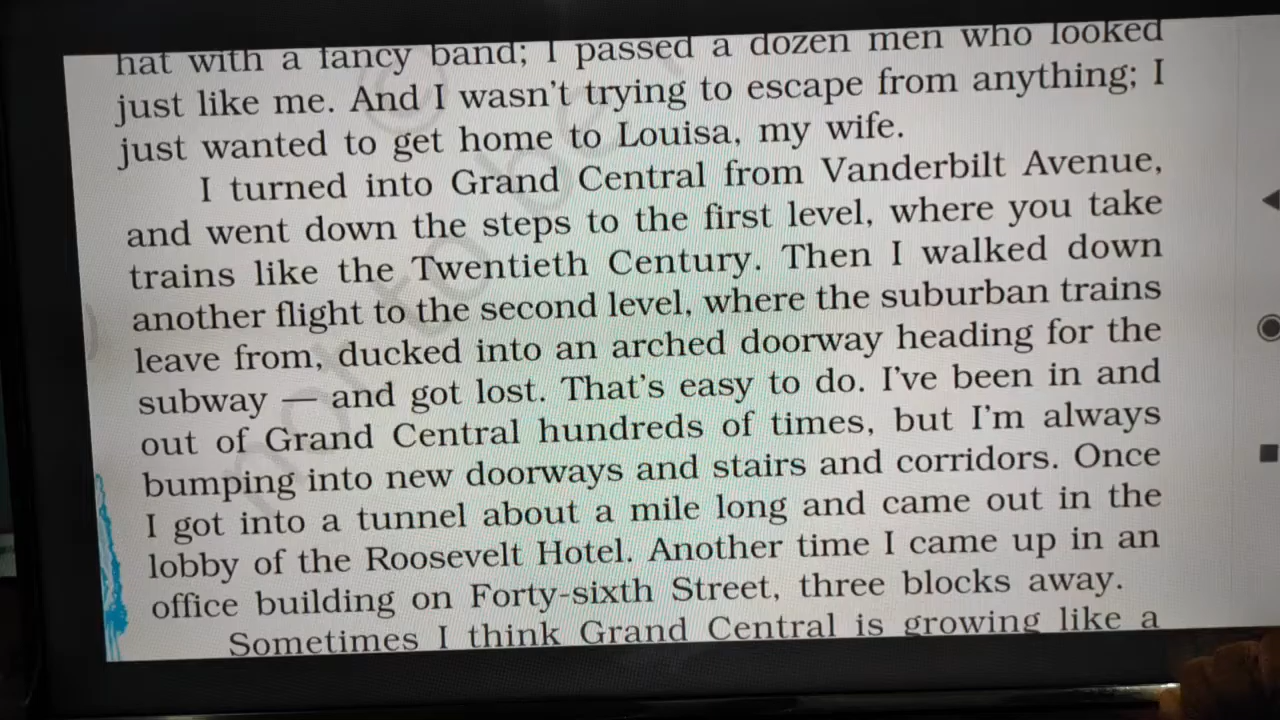 hat with a fancy band; I passed a dozen men who looked
just like me. And I wasn't trying to escape from anything; I
just wanted to get home to Louisa, my wife.
I turned into Grand Central from Vanderbilt Avenue,
and went down the steps to the first level, where you take
trains like the Twentieth Century. Then I walked down
another flight to the second level, where the suburban trains
leave from, ducked into an arched doorway heading for the
subway — and got lost. That's easy to do. I've been in and
out of Grand Central hundreds of times, but I'm always
bumping into new doorways and stairs and corridors. Once
I got into a tunnel about a mile long and came out in the
lobby of the Roosevelt Hotel. Another time I came up in an
office building on Forty-sixth Street, three blocks away.
Sometimes I think Grand Central is growing like a